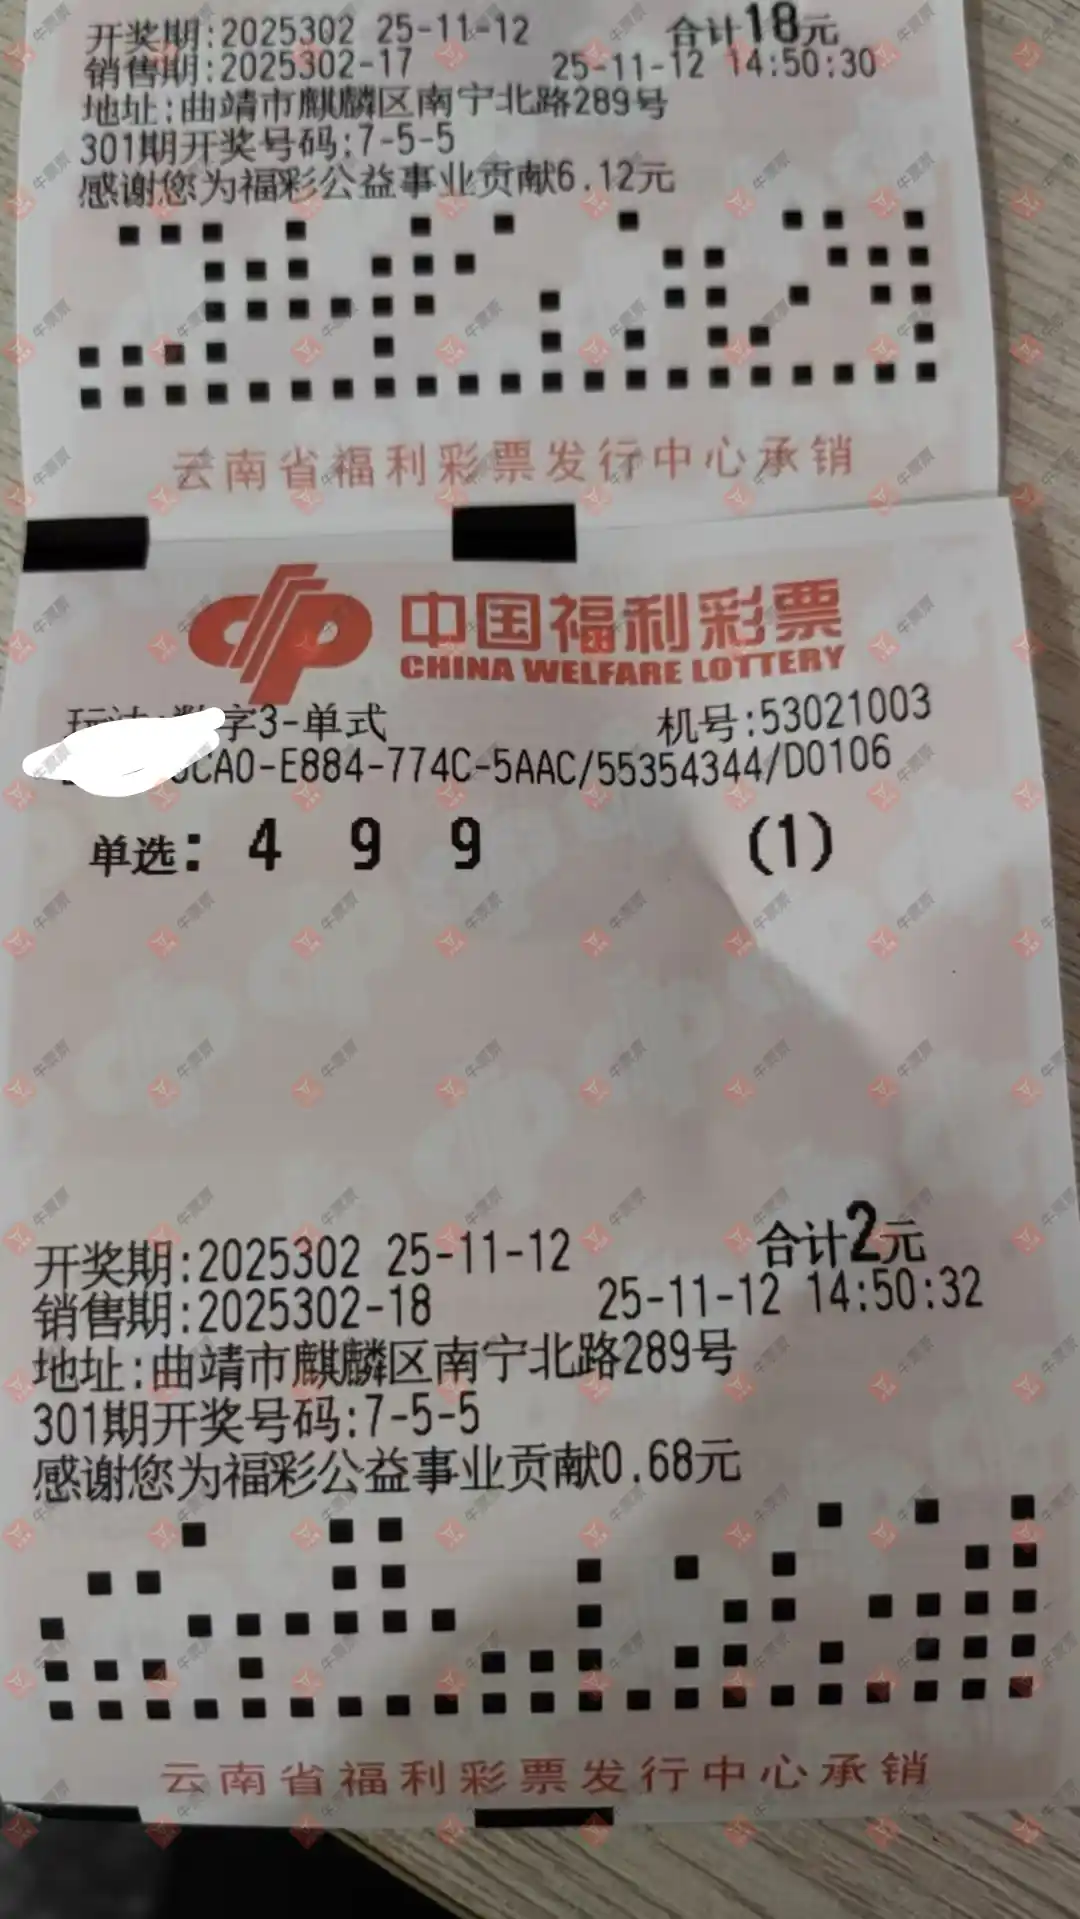 开奖期:2025302 25-11-12 合计18元
销售期:2025302-17 25-11-12 14:50:30
地址:曲靖市麒麟区南宁北路289号
301期开奖号码:7-5-5
感谢您为福彩公益事业贡献6.12元
云南省福利彩票发行中心承销
中国福利彩票
CHINA WELFARE LOTTERY
字3-单式 机号:53021003
CA0-E884-774C-5AAC/55354344/D0106
单选: 4 9 9 (1)
开奖期:2025302 25-11-12 合计2元
销售期:2025302-18 25-11-12 14:50:32
地址:曲靖市麒麟区南宁北路289号
301期开奖号码:7-5-5
感谢您为福彩公益事业贡献0.68元
云南省福利彩票发行中心承销